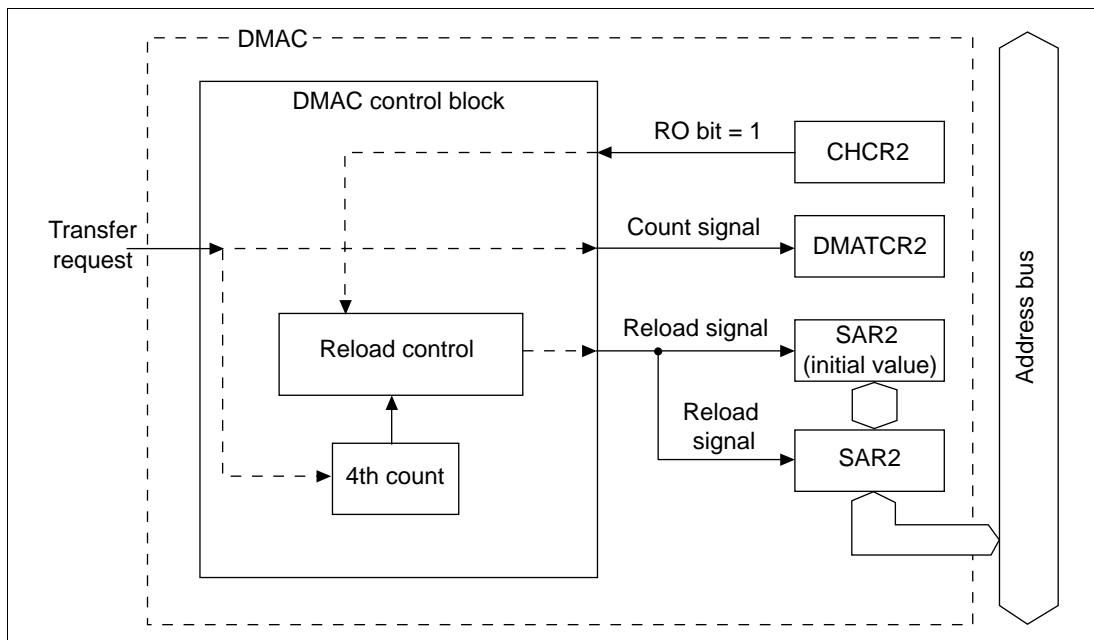 DMAC
DMAC control block
RO bit = 1
CHCR2
Transfer
request
Count signal
DMATCR2
Reload control
Reload signal
SAR2
(initial value)
Reload
signal
4th count
SAR2
Address bus